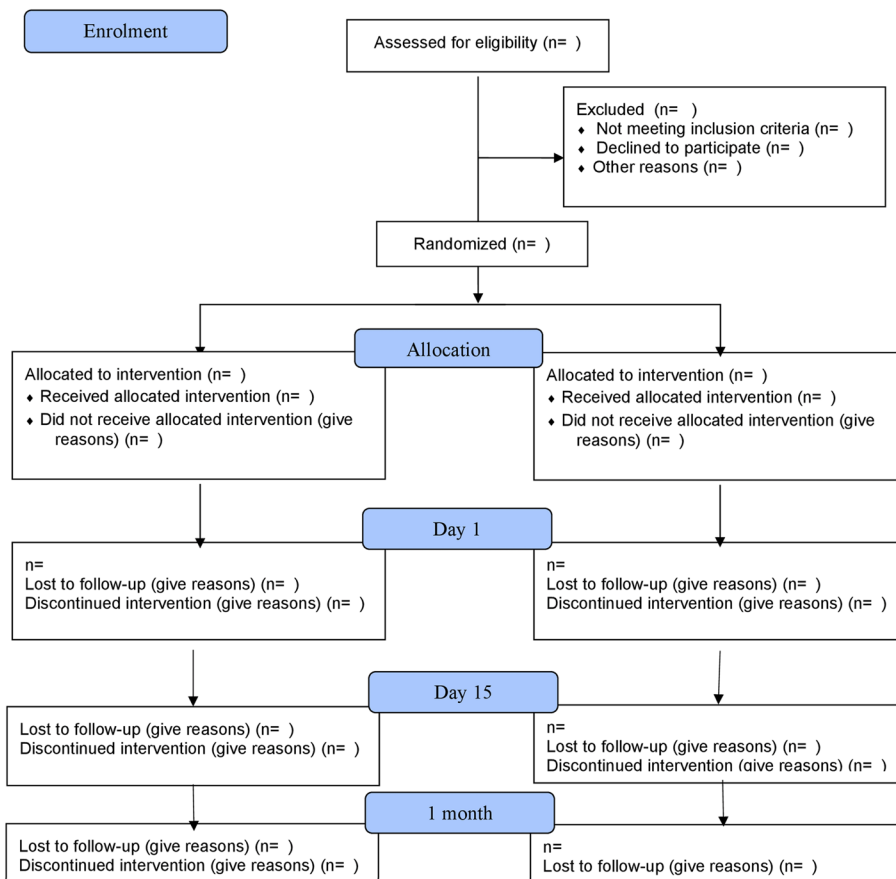 Enrolment
Assessed for eligibility (n=  )
Excluded  (n=   )
♦ Not meeting inclusion criteria (n=  )
♦ Declined to participate (n=  )
♦ Other reasons (n=  )
Randomized (n=  )
Allocation
Allocated to intervention (n=  )
♦ Received allocated intervention (n=  )
♦ Did not receive allocated intervention (give
reasons) (n=  )
Allocated to intervention (n=  )
♦ Received allocated intervention (n=  )
♦ Did not receive allocated intervention (give
reasons) (n=  )
Day 1
n=
Lost to follow-up (give reasons) (n=  )
Discontinued intervention (give reasons) (n=  )
n=
Lost to follow-up (give reasons) (n=  )
Discontinued intervention (give reasons) (n=  )
Day 15
Lost to follow-up (give reasons) (n=  )
Discontinued intervention (give reasons) (n=  )
n=
Lost to follow-up (give reasons) (n=  )
Discontinued intervention (give reasons) (n=  )
1 month
Lost to follow-up (give reasons) (n=  )
Discontinued intervention (give reasons) (n=  )
n=
Lost to follow-up (give reasons) (n=  )